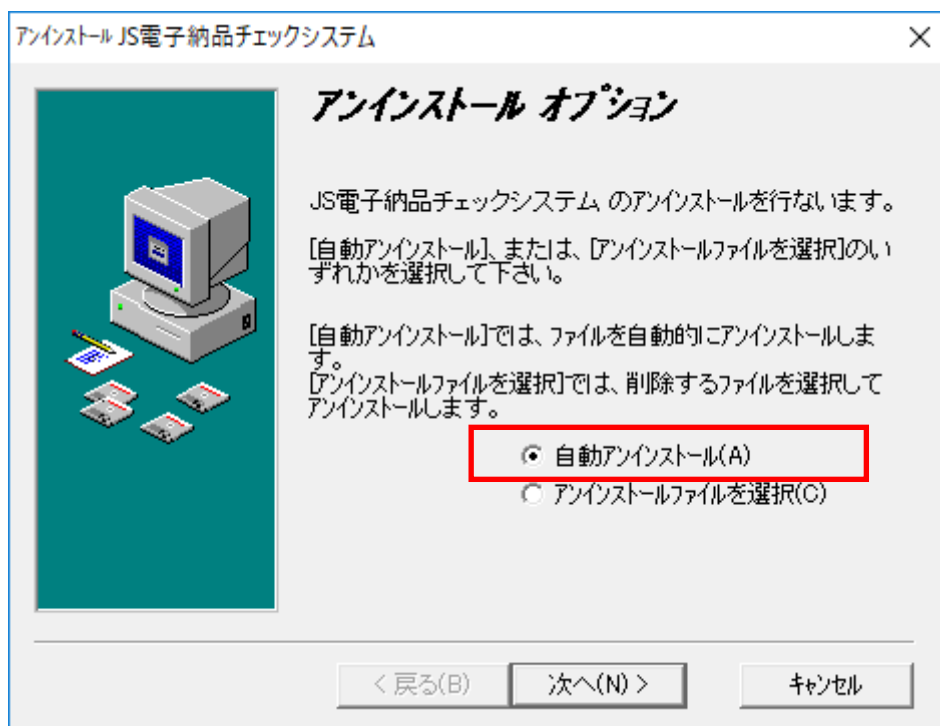 アンインストール JS電子納品チェックシステム
アンインストール オプション
JS電子納品チェックシステム のアンインストールを行ないます。
[自動アンインストール]、または、[アンインストールファイルを選択]のい
ずれかを選択して下さい。
[自動アンインストール]では、ファイルを自動的にアンインストールしま
す。
[アンインストールファイルを選択]では、削除するファイルを選択して
アンインストールします。
自動アンインストール(A)
アンインストールファイルを選択(C)
< 戻る(B)
次へ(N) >
キャンセル